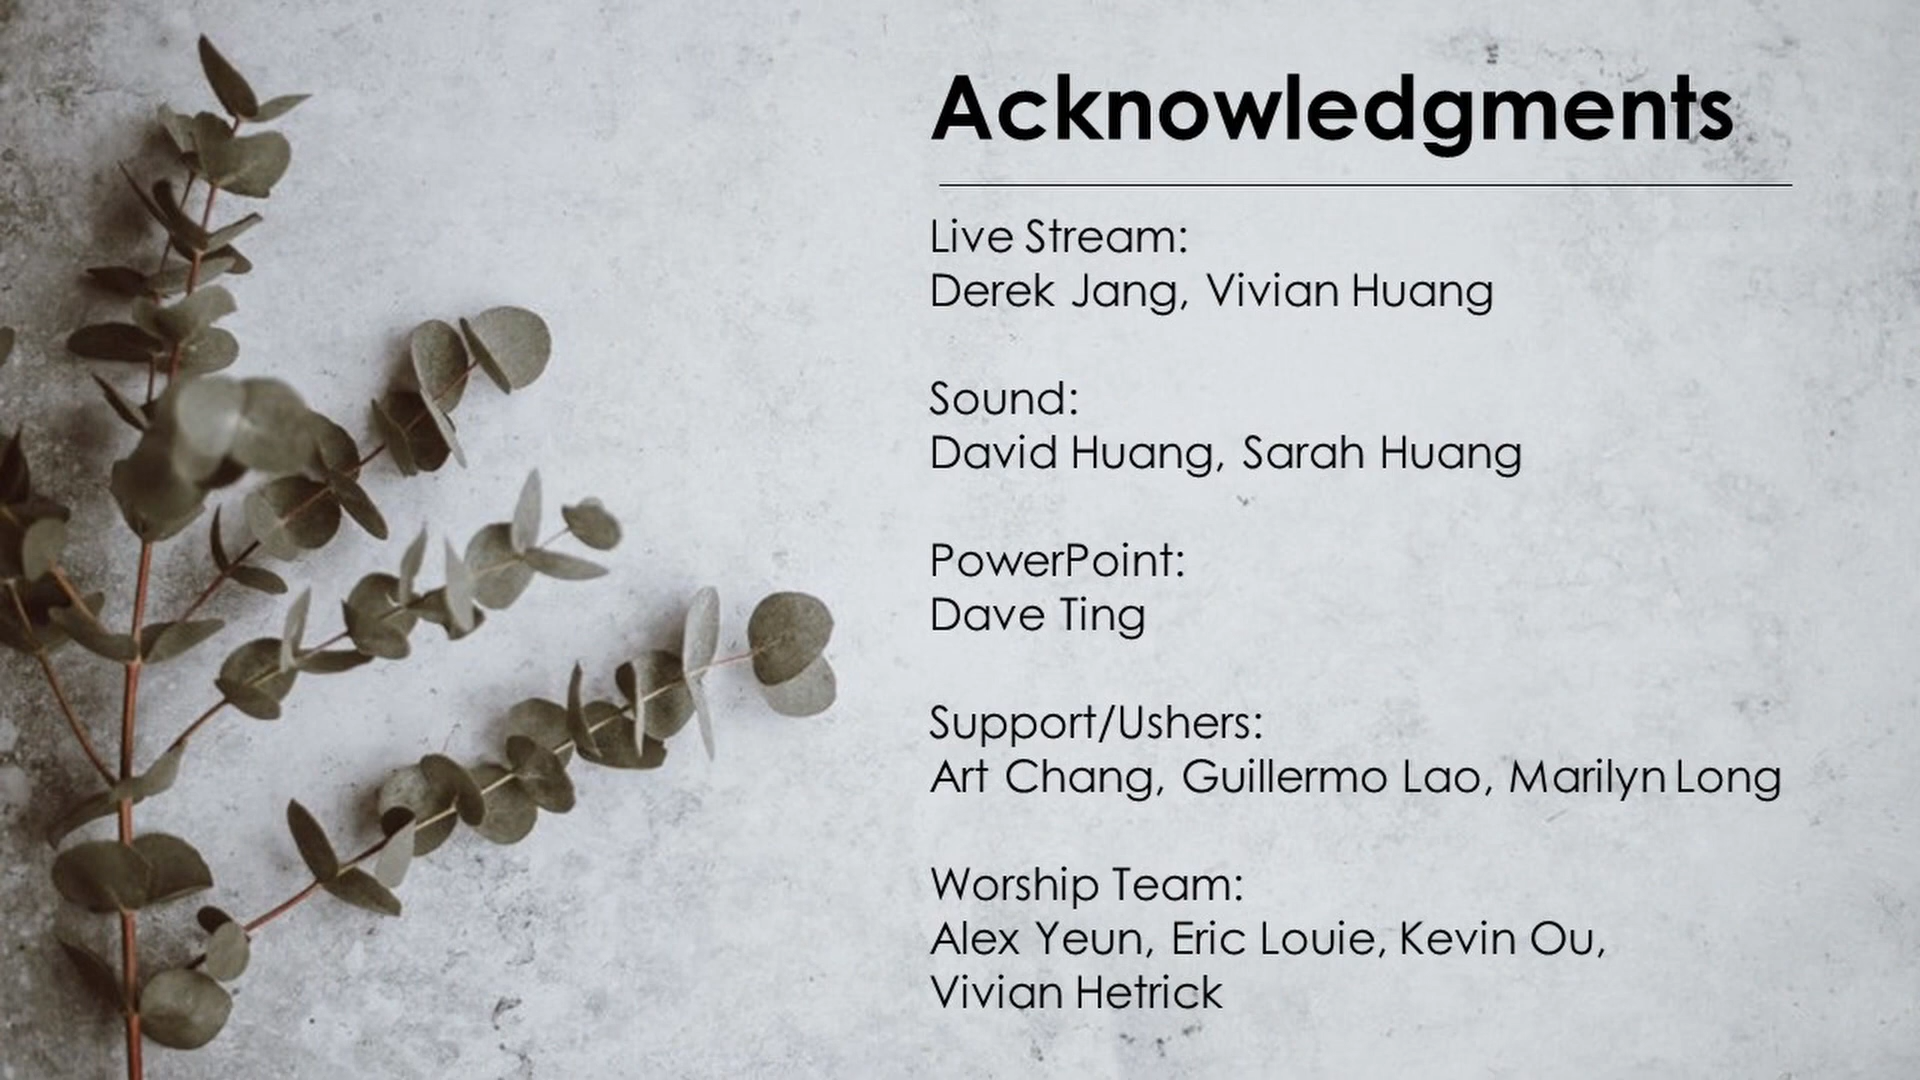 Acknowledgments
Live Stream:
Derek Jang, Vivian Huang
Sound:
David Huang, Sarah Huang
PowerPoint:
Dave Ting
Support/Ushers:
Art Chang, Guillermo Lao, Marilyn Long
Worship Team:
Alex Yeun, Eric Louie, Kevin Ou,
Vivian Hetrick